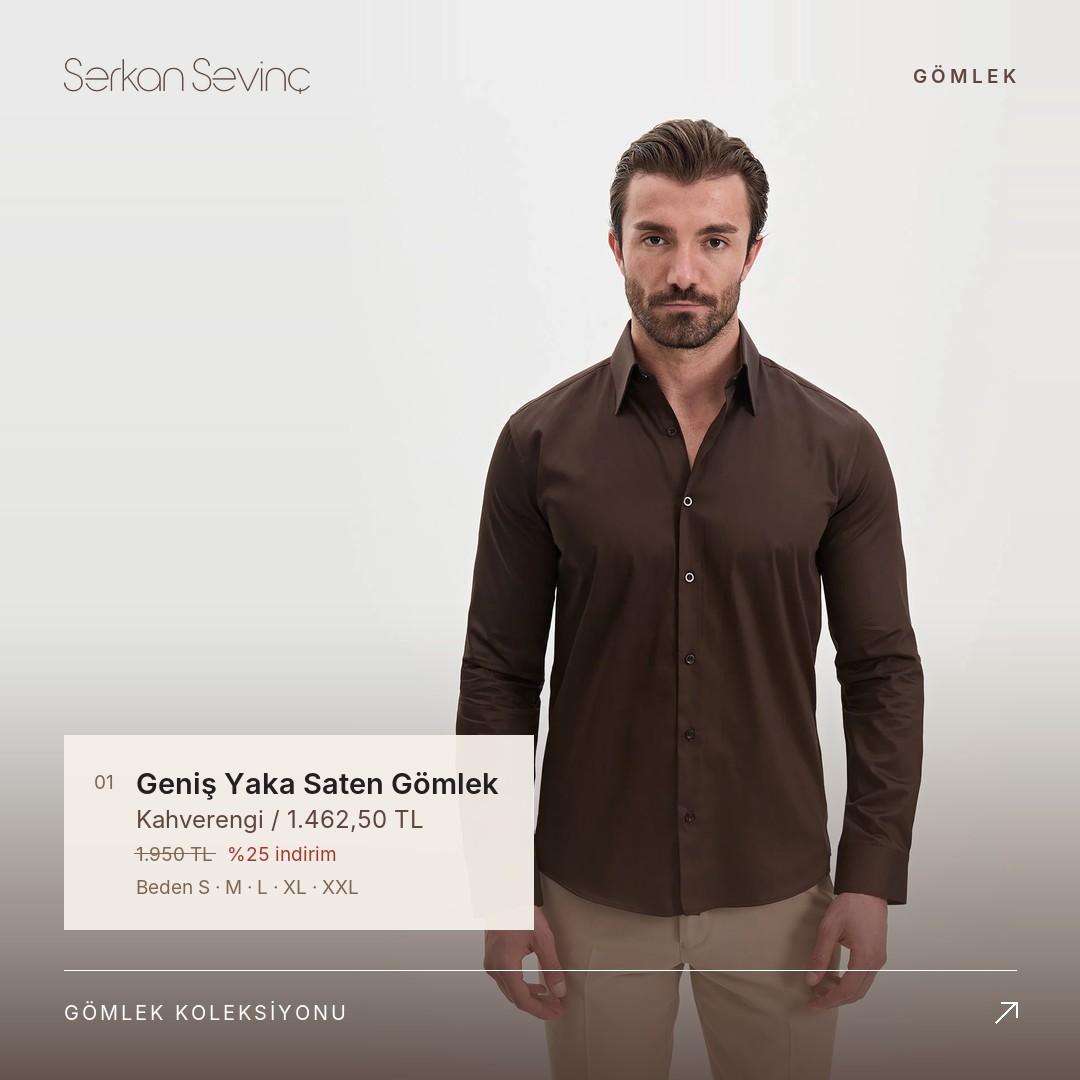 Serkan Sevinç
GÖMLEK
01 Geniş Yaka Saten Gömlek
Kahverengi / 1.462,50 TL
1.950 TL %25 indirim
Beden S · M · L · XL · XXL
GÖMLEK KOLEKSİYONU